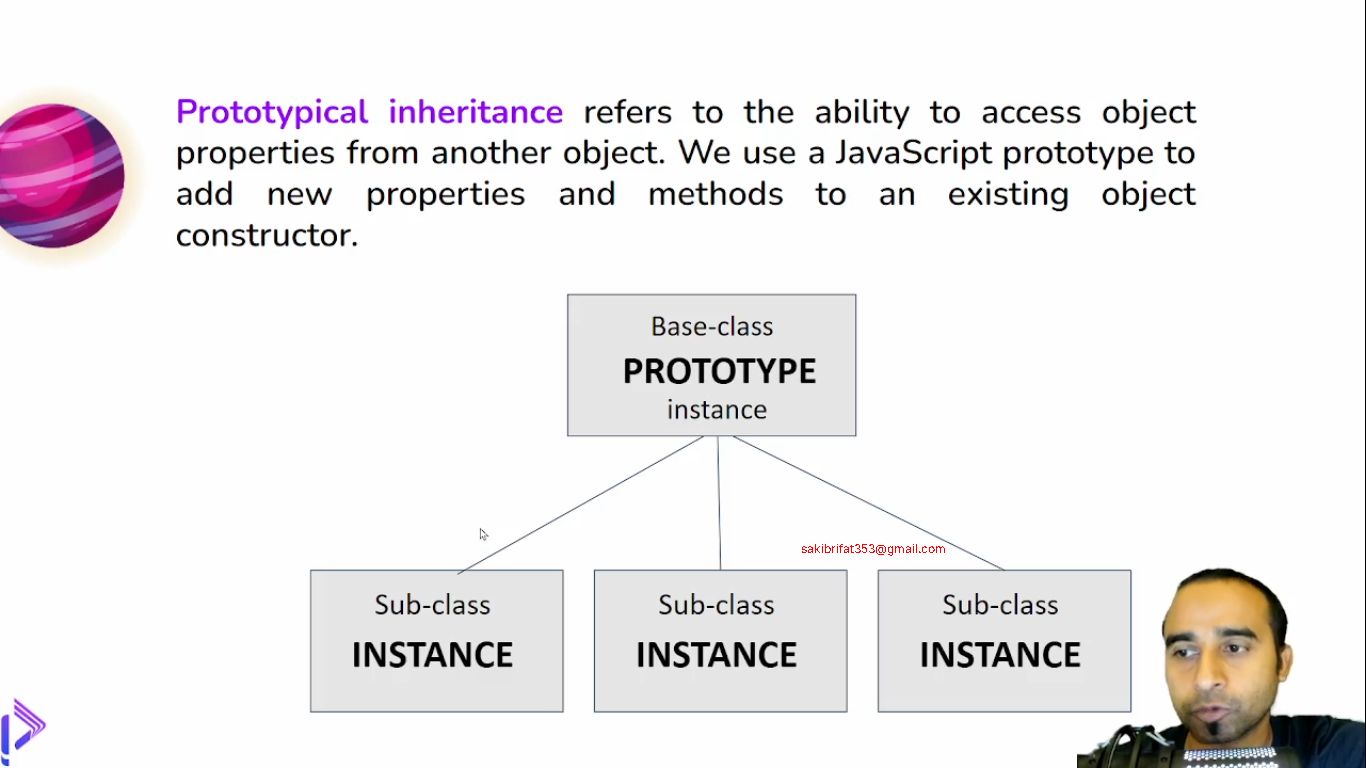 Prototypical inheritance refers to the ability to access object
properties from another object. We use a JavaScript prototype to
add new properties and methods to an existing object
constructor.
Base-class
PROTOTYPE
instance
sakibrifat353@gmail.com
Sub-class
INSTANCE
Sub-class
INSTANCE
Sub-class
INSTANCE